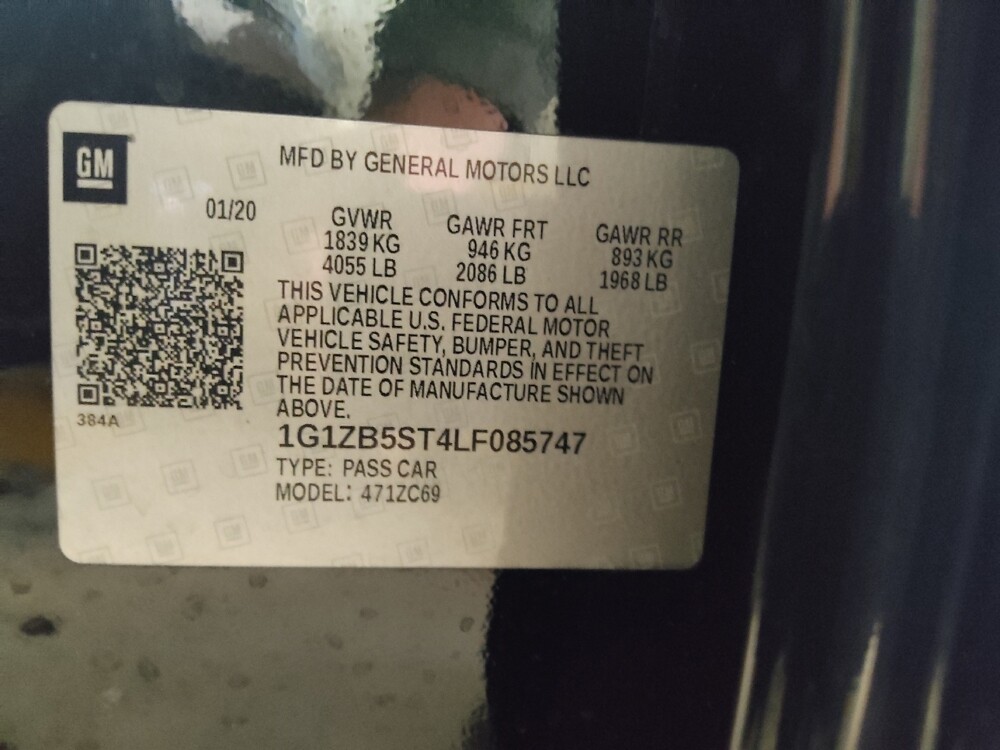 GM
MFD BY GENERAL MOTORS LLC
01/20
GVWR GAWR FRT GAWR RR
1839 KG 946 KG 893 KG
4055 LB 2086 LB 1968 LB
THIS VEHICLE CONFORMS TO ALL
APPLICABLE U.S. FEDERAL MOTOR
VEHICLE SAFETY, BUMPER, AND THEFT
PREVENTION STANDARDS IN EFFECT ON
THE DATE OF MANUFACTURE SHOWN
ABOVE.
384A
1G1ZB5ST4LF085747
TYPE: PASS CAR
MODEL: 471ZC69